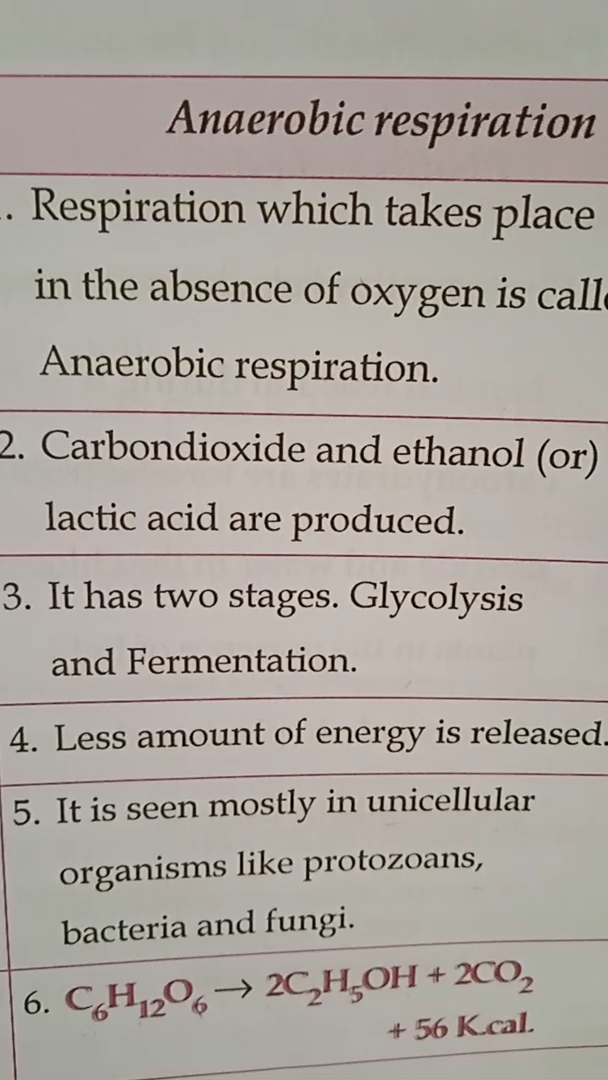 Anaerobic respiration
. Respiration which takes place
in the absence of oxygen is
Anaerobic respiration.
2. Carbondioxide and ethanol (or)
lactic acid are produced.
3. It has two stages. Glycolysis
and Fermentation.
4. Less amount of energy is released.
5. It is seen mostly in unicellular
organisms like protozoans,
bacteria and fungi.
6. C₆H₁₂O₆ → 2C₂H₅OH + 2CO₂
+ 56 K.cal.